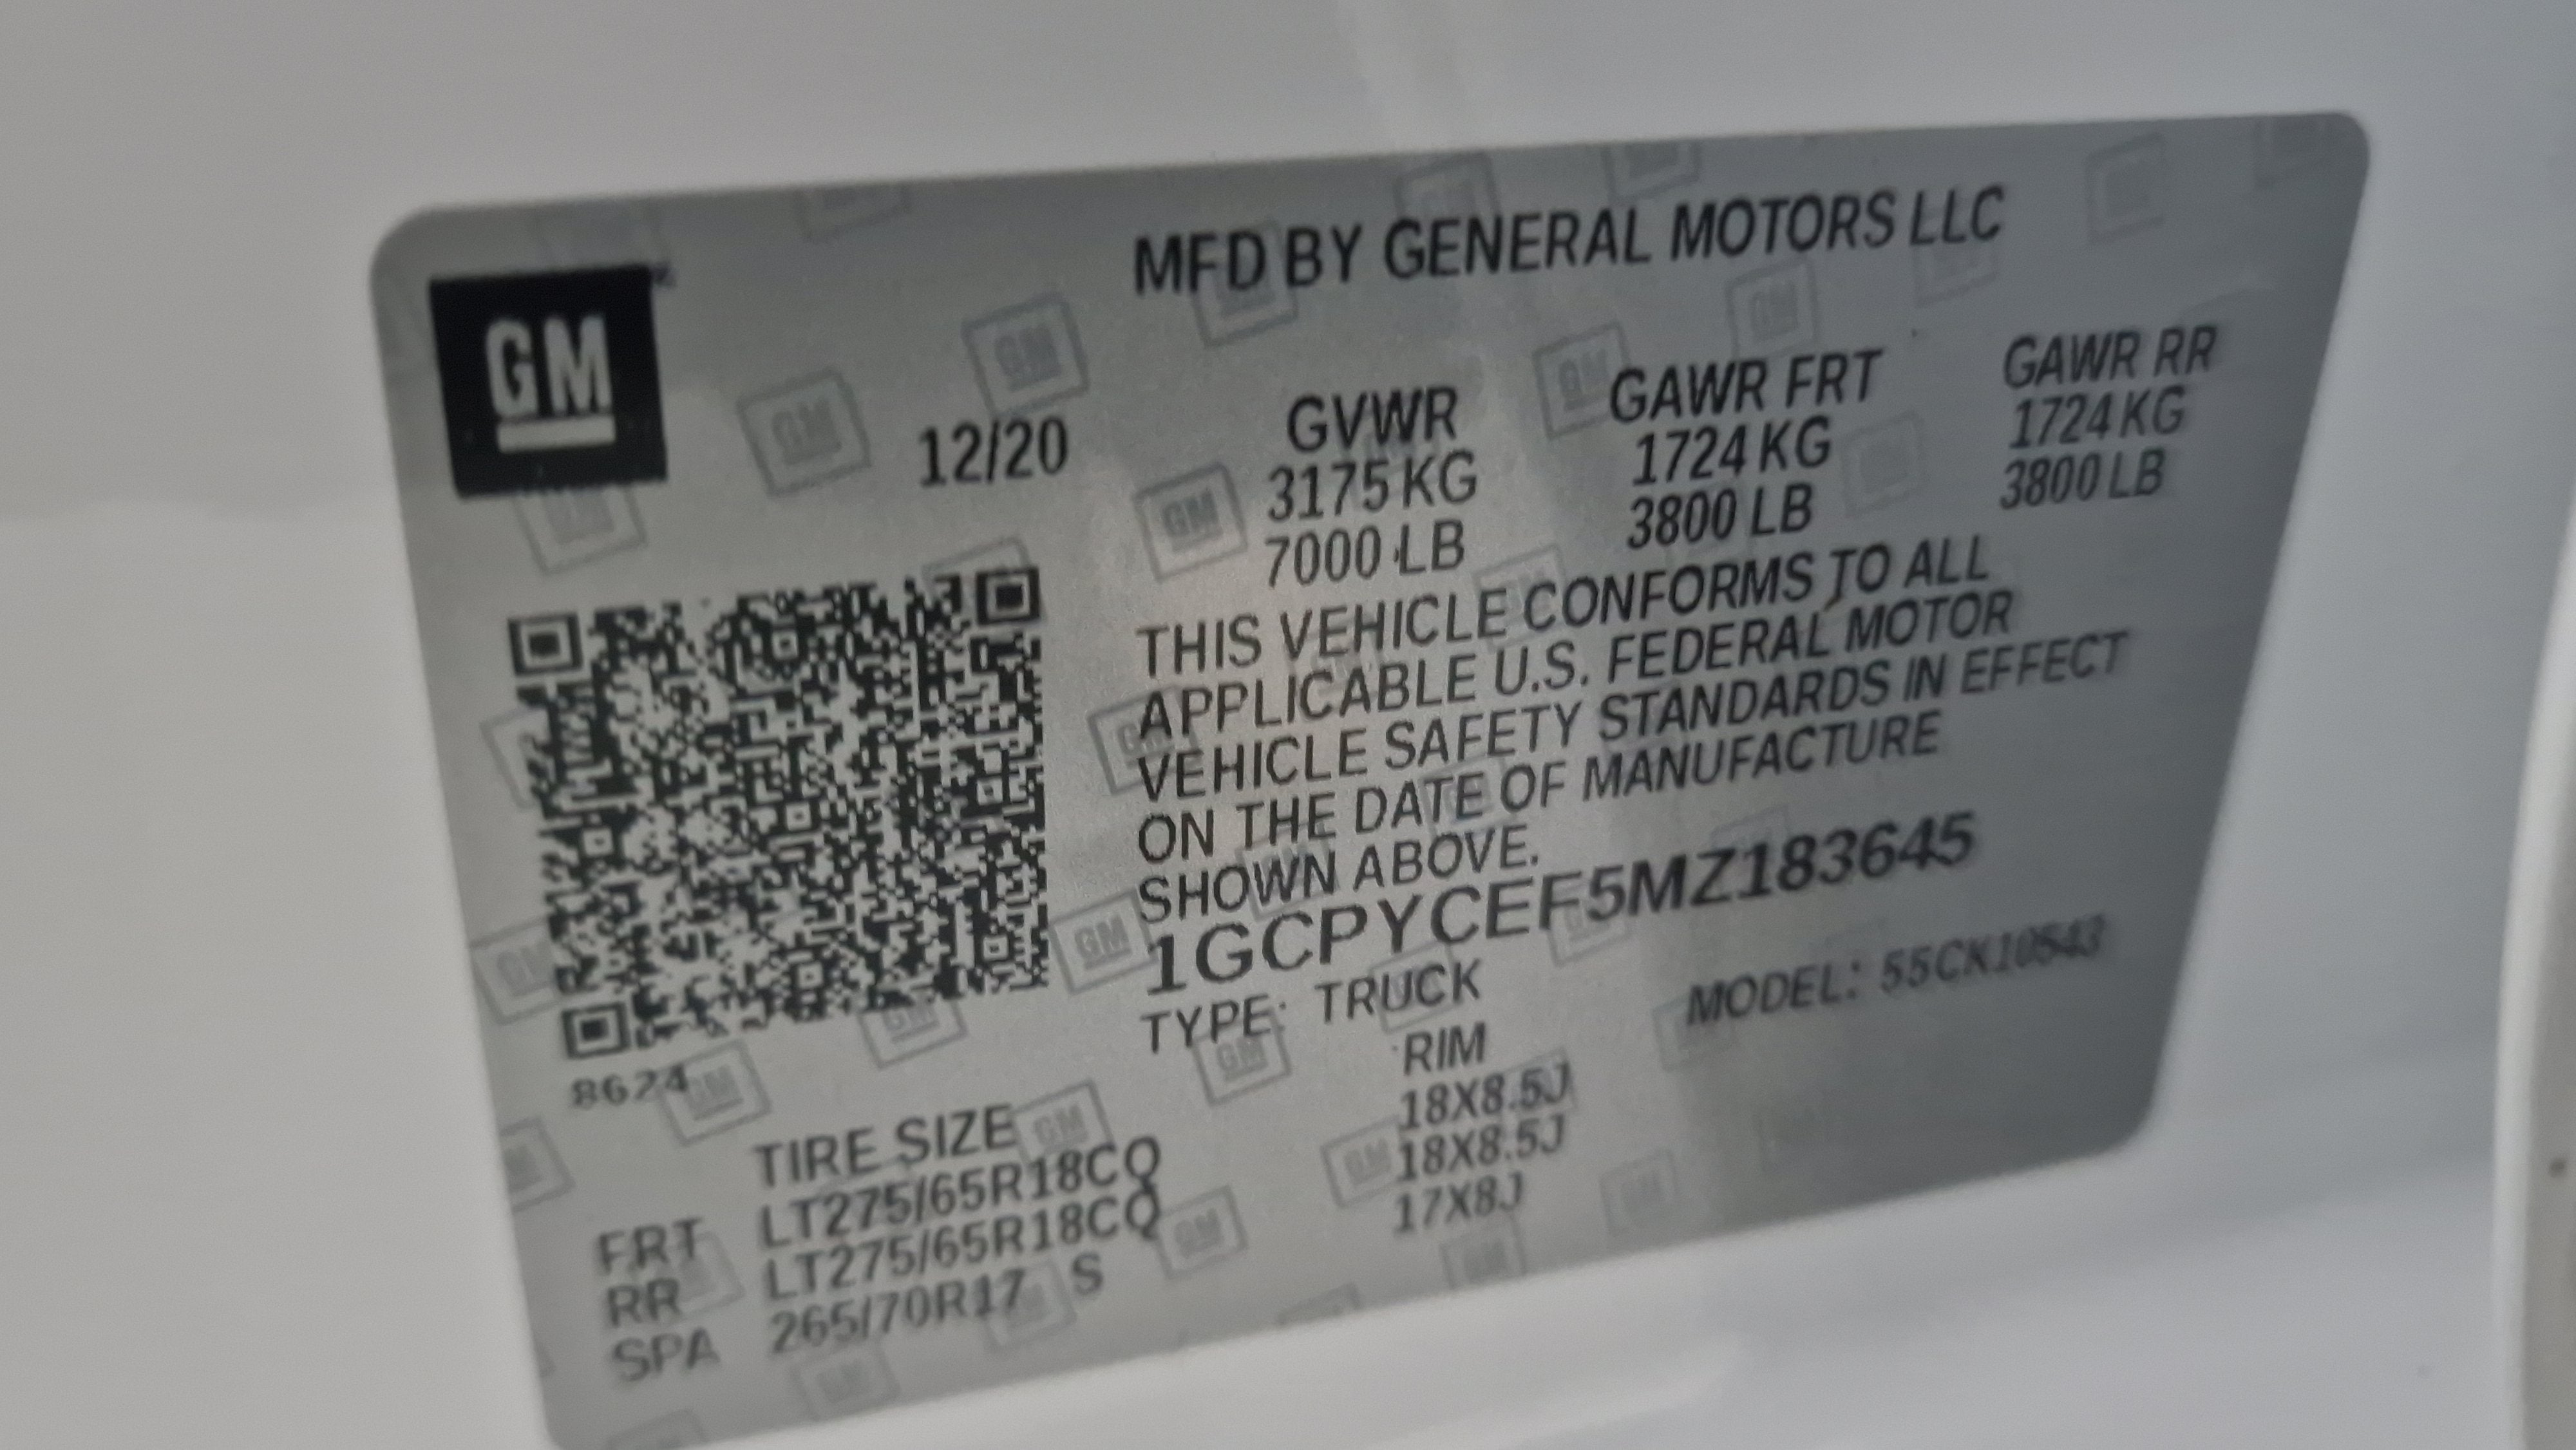 GM
MFD BY GENERAL MOTORS LLC
12/20
GVWR GAWR FRT GAWR RR
3175 KG 1724 KG 1724 KG
7000 LB 3800 LB 3800 LB
THIS VEHICLE CONFORMS TO ALL
APPLICABLE U.S. FEDERAL MOTOR
VEHICLE SAFETY STANDARDS IN EFFECT
ON THE DATE OF MANUFACTURE
SHOWN ABOVE.
1GCPYCEF5MZ183645
TYPE: TRUCK MODEL: 55CK10543
8624
TIRE SIZE RIM
FRT LT275/65R18CQ 18X8.5J
RR LT275/65R18CQ 18X8.5J
SPA 265/70R17 S 17X8J